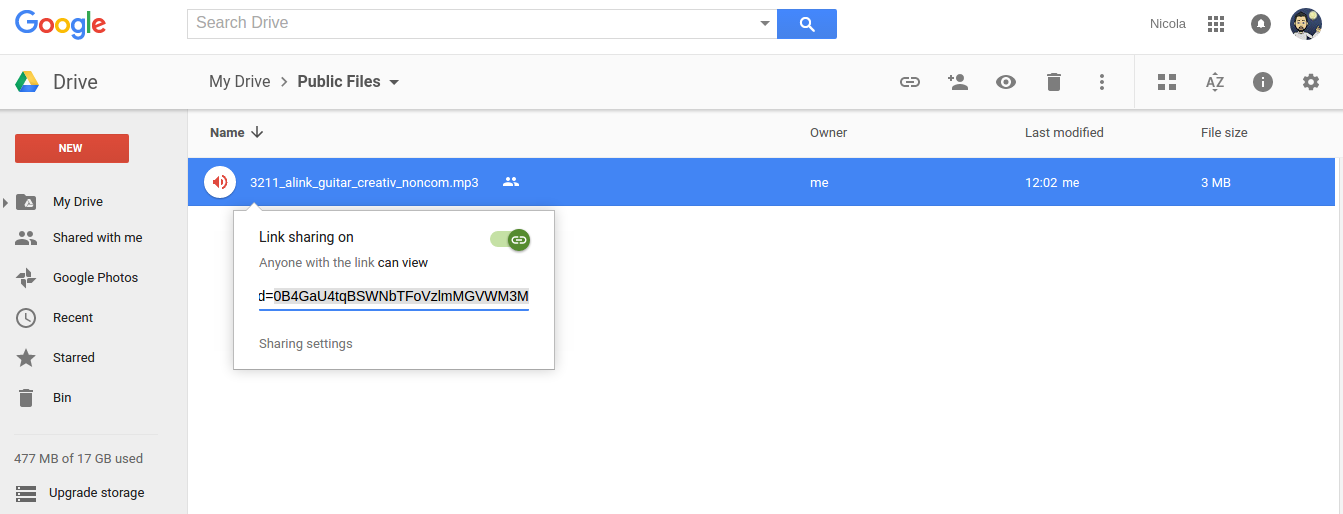 Google
Search Drive
Nicola
Drive
My Drive > Public Files
NEW
Name
Owner
Last modified
File size
3211_alink_guitar_creativ_noncom.mp3
me
12:02 me
3 MB
My Drive
Shared with me
Google Photos
Recent
Starred
Bin
477 MB of 17 GB used
Upgrade storage
Link sharing on
Anyone with the link can view
d=0B4GaU4tqBSWNbTFoVzlmMGVWM3M
Sharing settings
AZ